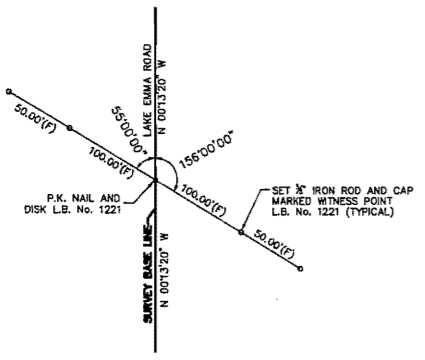 LAKE EMMA ROAD
N 00'13'20" W
50.00'(F)
100.00'(F)
55'00'00"
156'00'00"
P.K. NAIL AND
DISK L.B. No. 1221
100.00'(F)
50.00'(F)
SET ⅝" IRON ROD AND CAP
MARKED WITNESS POINT
L.B. No. 1221 (TYPICAL)
SURVEY BASE LINE
N 00'13'20" W